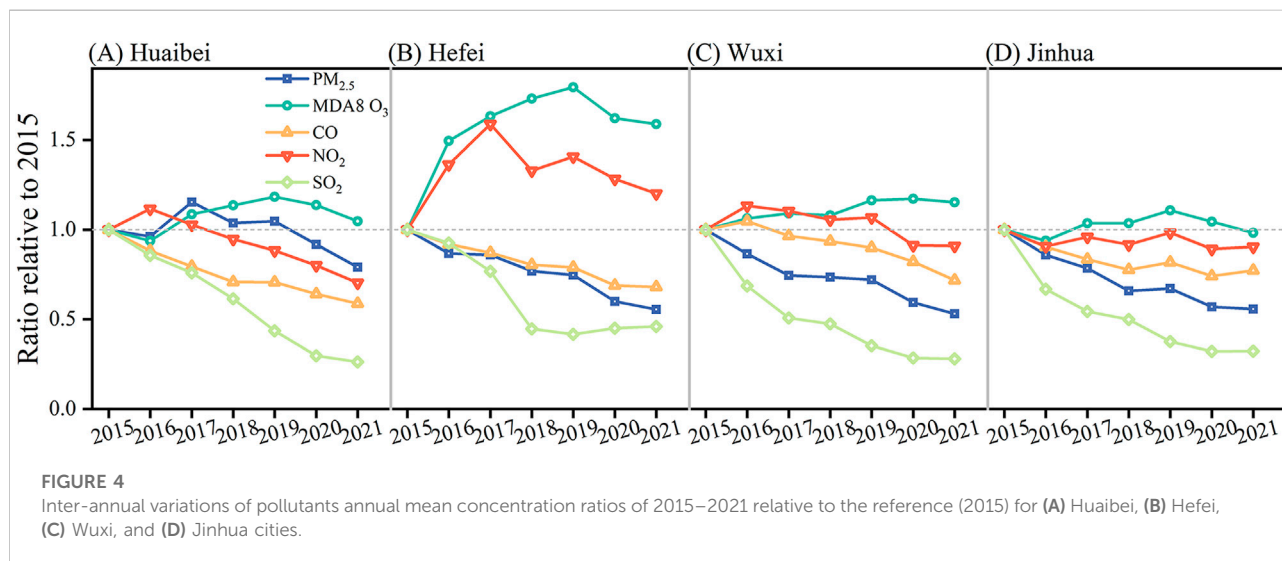 (A) Huaibei (B) Hefei (C) Wuxi (D) Jinhua
PM2.5
MDA8 O3
CO
NO2
SO2
Ratio relative to 2015
1.5
1.0
0.5
0.0
2015 2016 2017 2018 2019 2020 2021 2015 2016 2017 2018 2019 2020 2021 2015 2016 2017 2018 2019 2020 2021 2015 2016 2017 2018 2019 2020 2021
FIGURE 4
Inter-annual variations of pollutants annual mean concentration ratios of 2015–2021 relative to the reference (2015) for (A) Huaibei, (B) Hefei,
(C) Wuxi, and (D) Jinhua cities.